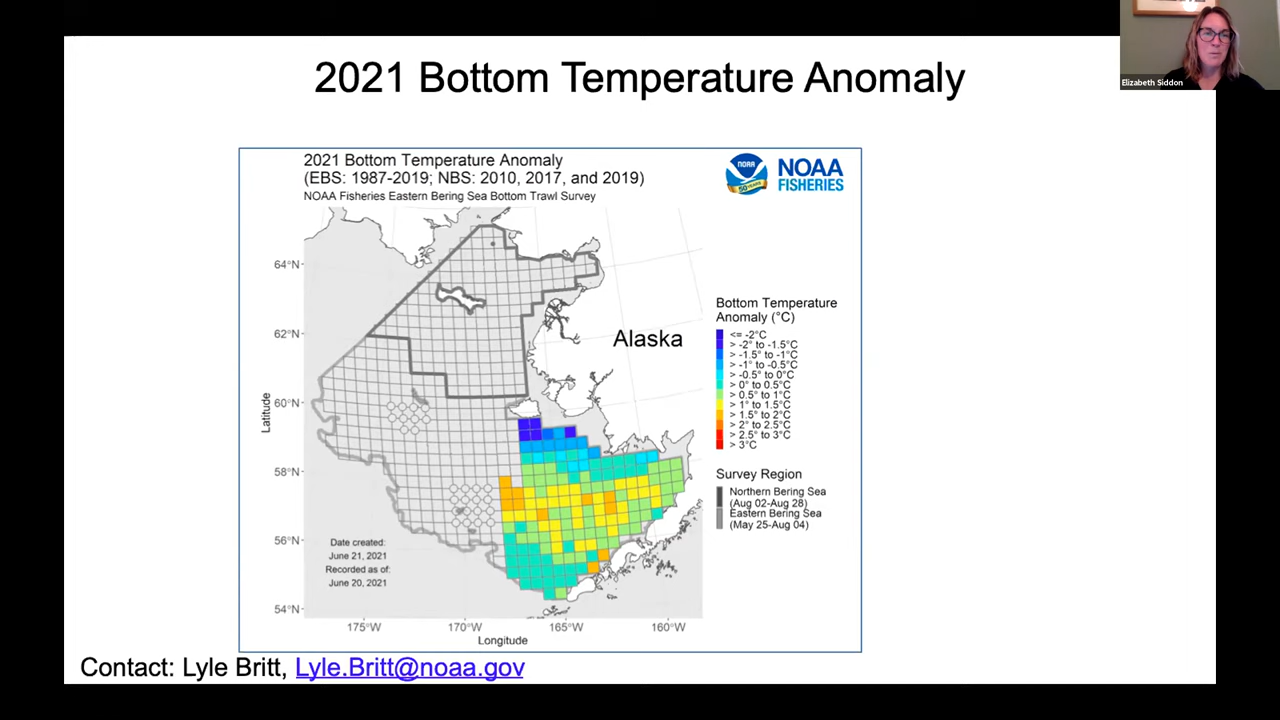 Elizabeth Siddon
2021 Bottom Temperature Anomaly
2021 Bottom Temperature Anomaly
(EBS: 1987-2019; NBS: 2010, 2017, and 2019)
NOAA Fisheries Eastern Bering Sea Bottom Trawl Survey
NOAA
50 YEARS
NOAA
FISHERIES
64°N
62°N
60°N
58°N
56°N
54°N
Latitude
Alaska
Date created:
June 21, 2021
Recorded as of:
June 20, 2021
175°W
170°W
165°W
160°W
Longitude
Bottom Temperature
Anomaly (°C)
<= -2°C
> -2° to -1.5°C
> -1.5° to -1°C
> -1° to -0.5°C
> -0.5° to 0°C
> 0° to 0.5°C
> 0.5° to 1°C
> 1° to 1.5°C
> 1.5° to 2°C
> 2° to 2.5°C
> 2.5° to 3°C
> 3°C
Survey Region
Northern Bering Sea
(Aug 02-Aug 28)
Eastern Bering Sea
(May 25-Aug 04)
Contact: Lyle Britt, Lyle.Britt@noaa.gov